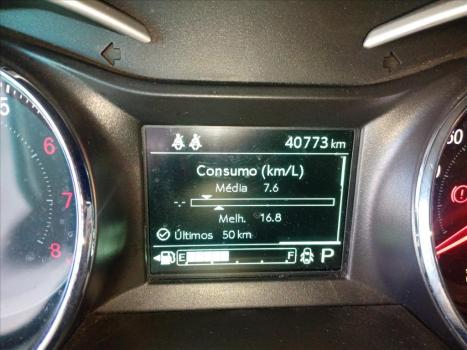 40773 km
Consumo (km/L)
Média 7.6
-.-
Melh. 16.8
Últimos 50 km
E F P
5
6
7
8